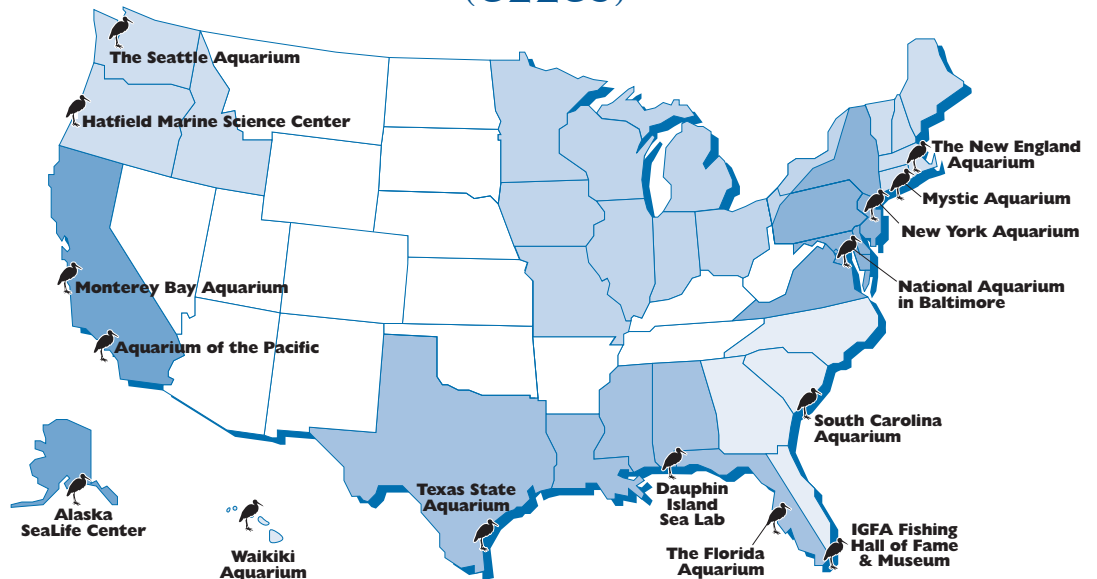 The Seattle Aquarium
Hatfield Marine Science Center
The New England
Aquarium
Mystic Aquarium
New York Aquarium
National Aquarium
in Baltimore
Monterey Bay Aquarium
Aquarium of the Pacific
South Carolina
Aquarium
Alaska
SeaLife Center
Waikiki
Aquarium
Texas State
Aquarium
Dauphin
Island
Sea Lab
The Florida
Aquarium
IGFA Fishing
Hall of Fame
& Museum